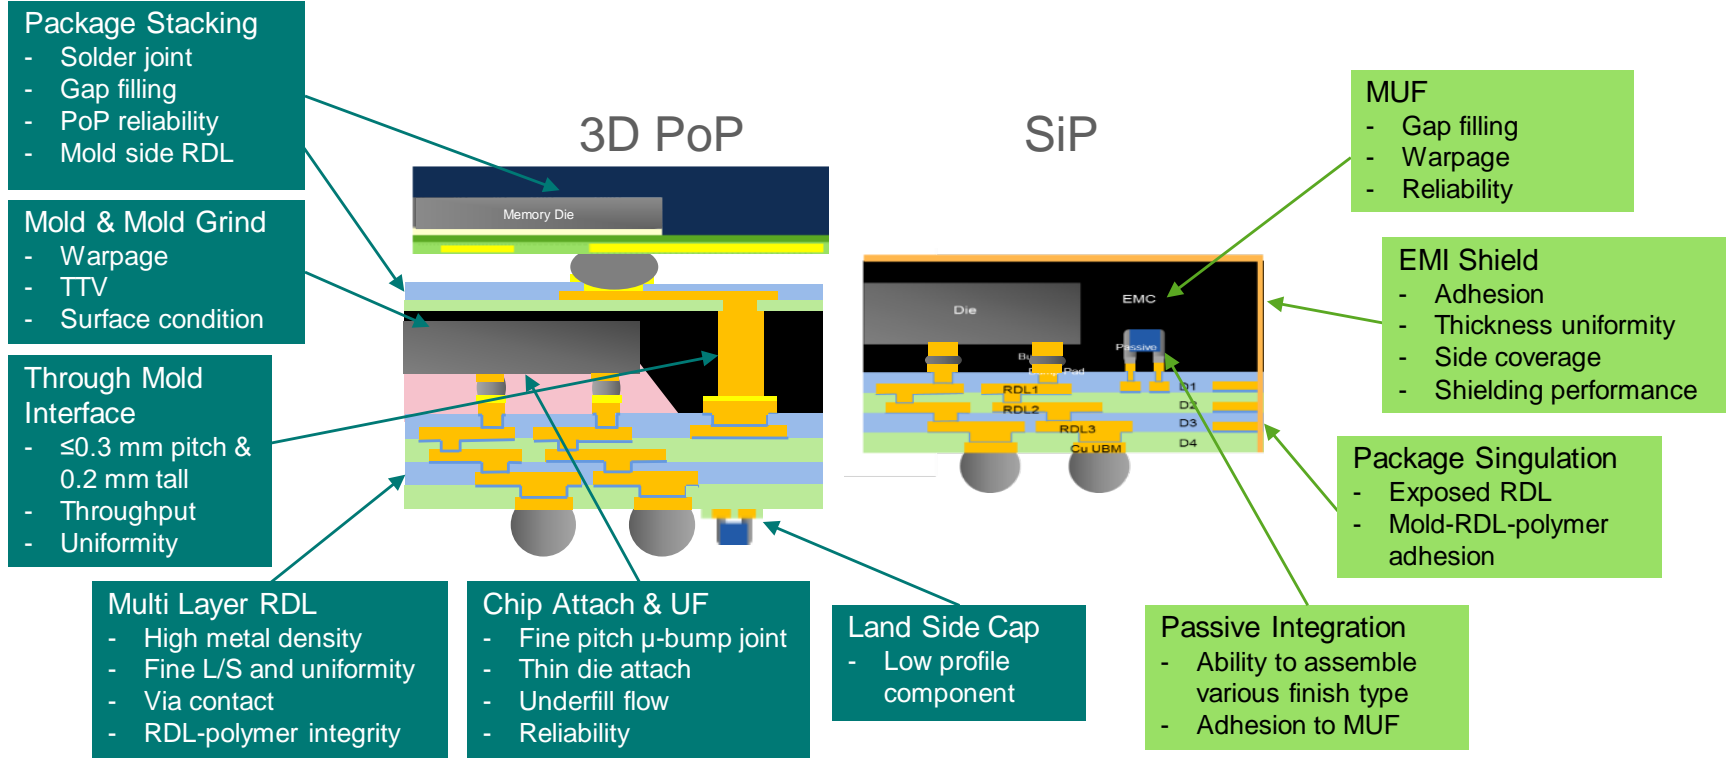 Package Stacking
- Solder joint
- Gap filling
- PoP reliability
- Mold side RDL
Mold & Mold Grind
- Warpage
- TTV
- Surface condition
Through Mold
Interface
- ≤0.3 mm pitch &
0.2 mm tall
- Throughput
- Uniformity
Multi Layer RDL
- High metal density
- Fine L/S and uniformity
- Via contact
- RDL-polymer integrity
Chip Attach & UF
- Fine pitch µ-bump joint
- Thin die attach
- Underfill flow
- Reliability
Land Side Cap
- Low profile
component
3D PoP
Memory Die
SiP
Die
EMC
Passive
Pad
RDL1
RDL2
RDL3
Cu UBM
D1
D2
D3
D4
MUF
- Gap filling
- Warpage
- Reliability
EMI Shield
- Adhesion
- Thickness uniformity
- Side coverage
- Shielding performance
Package Singulation
- Exposed RDL
- Mold-RDL-polymer
adhesion
Passive Integration
- Ability to assemble
various finish type
- Adhesion to MUF